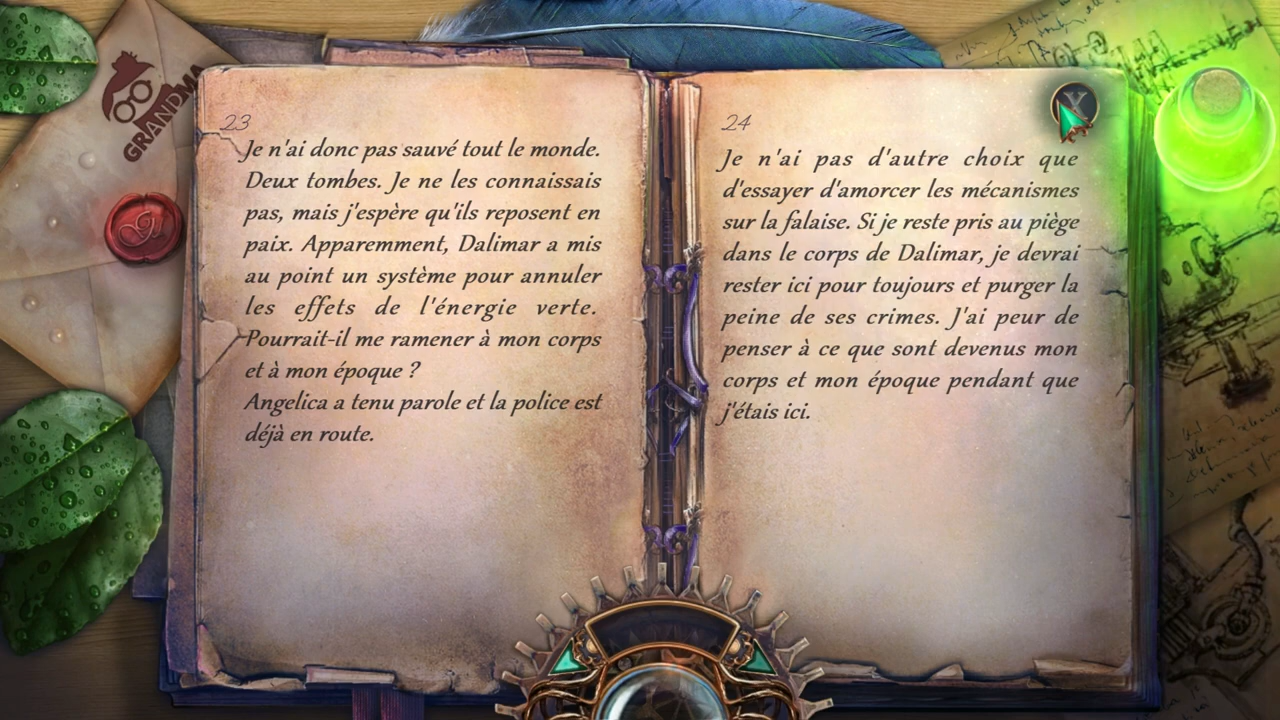 GRANDMA
23
Je n'ai donc pas sauvé tout le monde.
Deux tombes. Je ne les connaissais
pas, mais j'espère qu'ils reposent en
paix. Apparemment, Dalimar a mis
au point un système pour annuler
les effets de l'énergie verte.
Pourrait-il me ramener à mon corps
et à mon époque ?
Angelica a tenu parole et la police est
déjà en route.
24
X
Je n'ai pas d'autre choix que
d'essayer d'amorcer les mécanismes
sur la falaise. Si je reste pris au piège
dans le corps de Dalimar, je devrai
rester ici pour toujours et purger la
peine de ses crimes. J'ai peur de
penser à ce que sont devenus mon
corps et mon époque pendant que
j'étais ici.